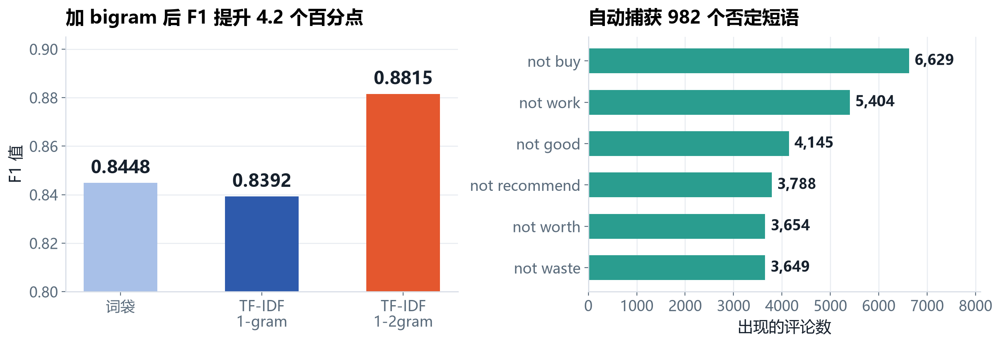 加 bigram 后 F1 提升 4.2 个百分点
F1 值
0.90
0.88
0.86
0.84
0.82
0.80
0.8448
0.8392
0.8815
词袋
TF-IDF
1-gram
TF-IDF
1-2gram
自动捕获 982 个否定短语
not buy
6,629
not work
5,404
not good
4,145
not recommend
3,788
not worth
3,654
not waste
3,649
0 1000 2000 3000 4000 5000 6000 7000 8000
出现的评论数